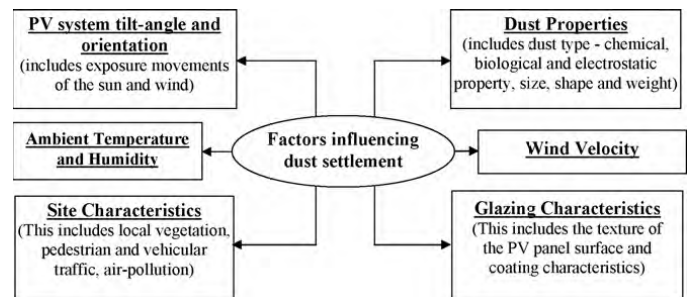 PV system tilt-angle and
orientation
(includes exposure movements
of the sun and wind)
Dust Properties
(includes dust type - chemical,
biological and electrostatic
property, size, shape and weight)
Ambient Temperature
and Humidity
Factors influencing
dust settlement
Wind Velocity
Site Characteristics
(This includes local vegetation,
pedestrian and vehicular
traffic, air-pollution)
Glazing Characteristics
(This includes the texture of
the PV panel surface and
coating characteristics)